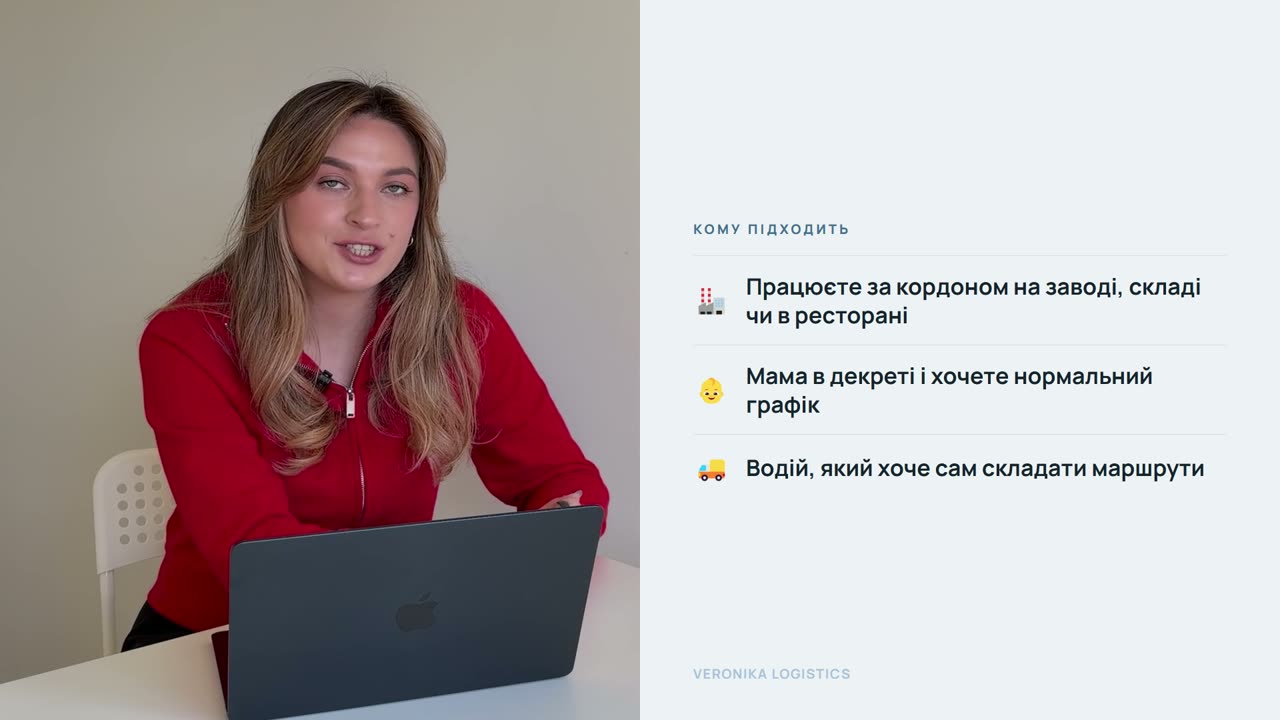 КОМУ ПІДХОДИТЬ
Працюєте за кордоном на заводі, складі
чи в ресторані
Мама в декреті і хочете нормальний
графік
Водій, який хоче сам складати маршрути
VERONIKA LOGISTICS